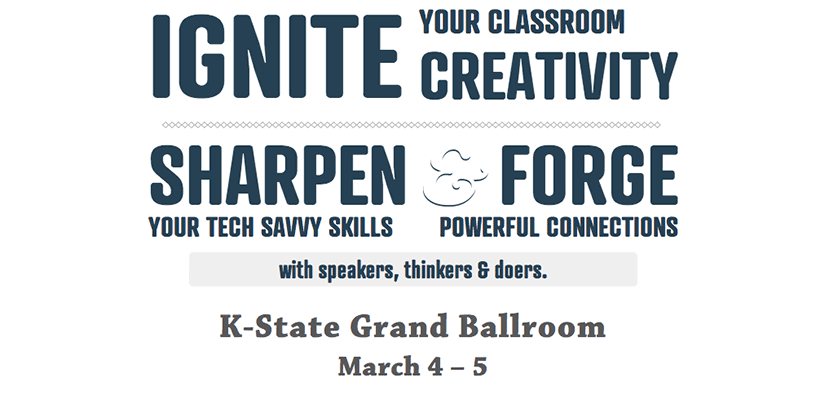 IGNITE YOUR CLASSROOM CREATIVITY
SHARPEN & FORGE
YOUR TECH SAVVY SKILLS POWERFUL CONNECTIONS
with speakers, thinkers & doers.
K-State Grand Ballroom
March 4 – 5